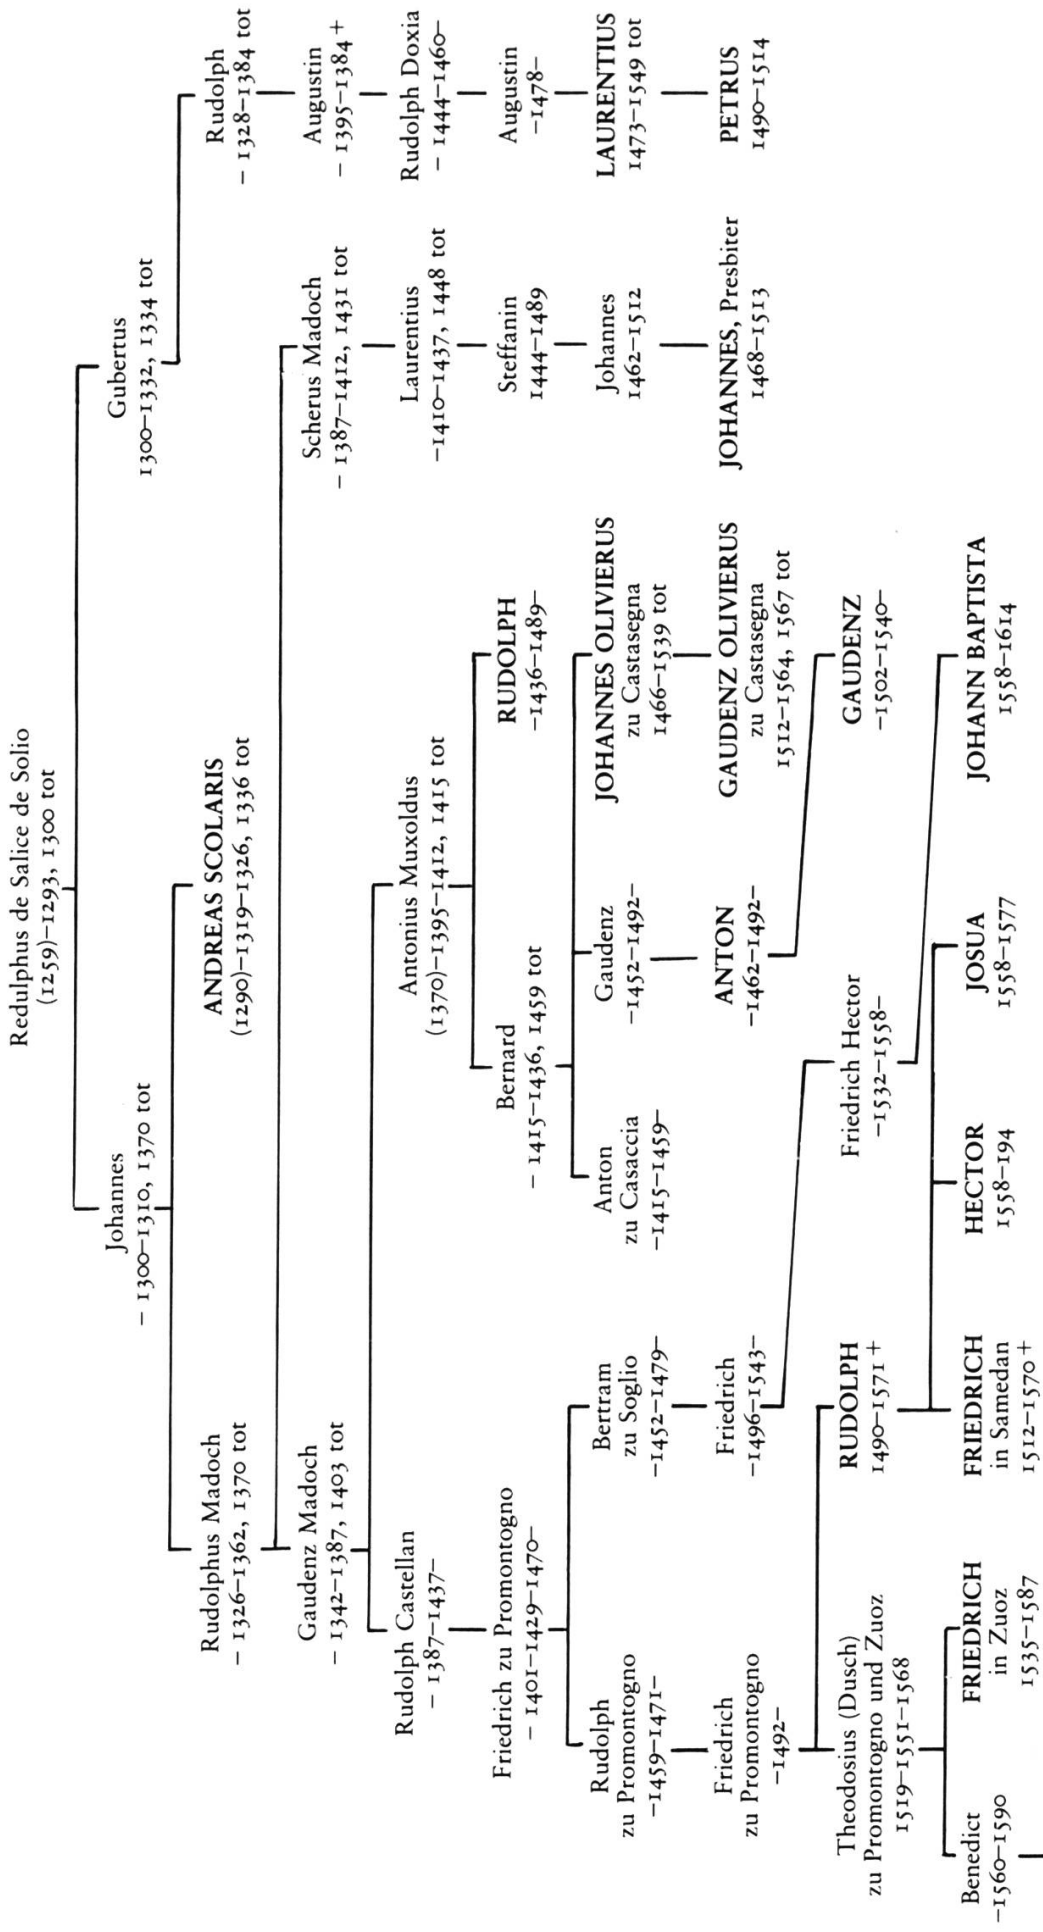 Redulphus de Salice de Solio
(1259)–1293, 1300 tot
Johannes
– 1300–1310, 1370 tot
Gubertus
1300–1332, 1334 tot
Rudolphus Madoch
– 1326–1362, 1370 tot
ANDREAS SCOLARIS
(1290)–1319–1326, 1336 tot
Rudolph
– 1328–1384 tot
Gaudenz Madoch
– 1342–1387, 1403 tot
Scherus Madoch
– 1387–1412, 1431 tot
Augustin
– 1395–1384 +
Rudolph Castellan
– 1387–1437–
Antonius Muxoldus
(1370)–1395–1412, 1415 tot
Laurentius
–1410–1437, 1448 tot
Rudolph Doxia
– 1444–1460–
Friedrich zu Promontogno
– 1401–1429–1470–
Bernard
– 1415–1436, 1459 tot
RUDOLPH
–1436–1489–
Steffanin
1444–1489
Augustin
–1478–
Rudolph
zu Promontogno
–1459–1471–
Bertram
zu Soglio
–1452–1479–
Anton
zu Casaccia
–1415–1459–
Gaudenz
–1452–1492–
JOHANNES OLIVIERUS
zu Castasegna
1466–1539 tot
Johannes
1462–1512
LAURENTIUS
1473–1549 tot
Friedrich
zu Promontogno
–1492–
Friedrich
–1496–1543–
ANTON
–1462–1492–
GAUDENZ OLIVIERUS
zu Castasegna
1512–1564, 1567 tot
JOHANNES, Presbiter
1468–1513
PETRUS
1490–1514
Theodosius (Dusch)
zu Promontogno und Zuoz
1519–1551–1568
RUDOLPH
1490–1571 +
Friedrich Hector
–1532–1558–
GAUDENZ
–1502–1540–
Benedict
–1560–1590
FRIEDRICH
in Zuoz
1535–1587
FRIEDRICH
in Samedan
1512–1570 +
HECTOR
1558–194
JOSUA
1558–1577
JOHANN BAPTISTA
1558–1614